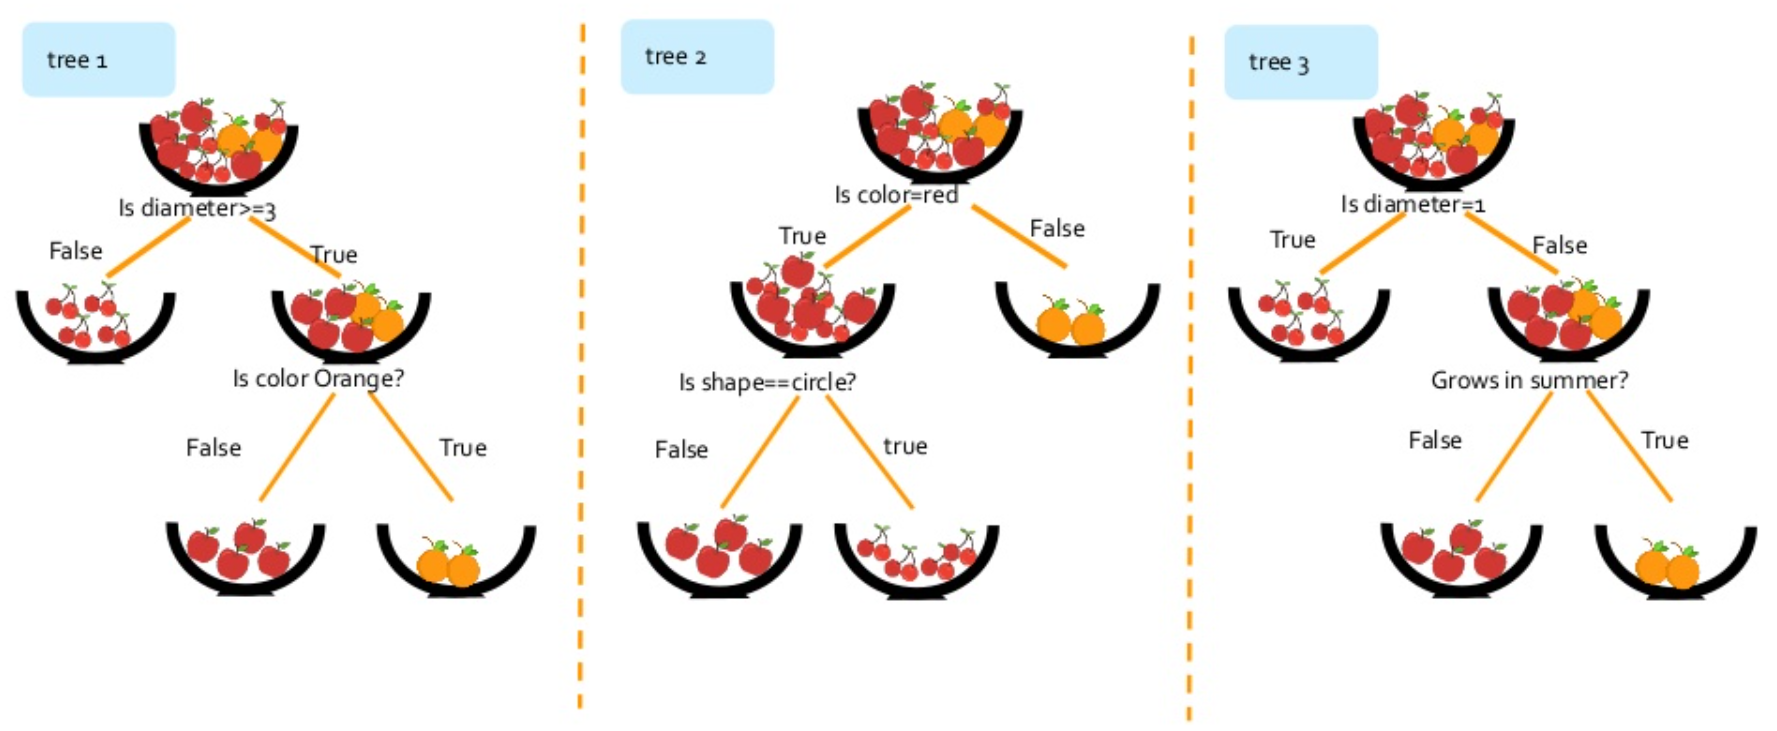 tree 1
Is diameter>=3
False
True
Is color Orange?
False
True
tree 2
Is color=red
True
False
Is shape==circle?
False
true
tree 3
Is diameter=1
True
False
Grows in summer?
False
True